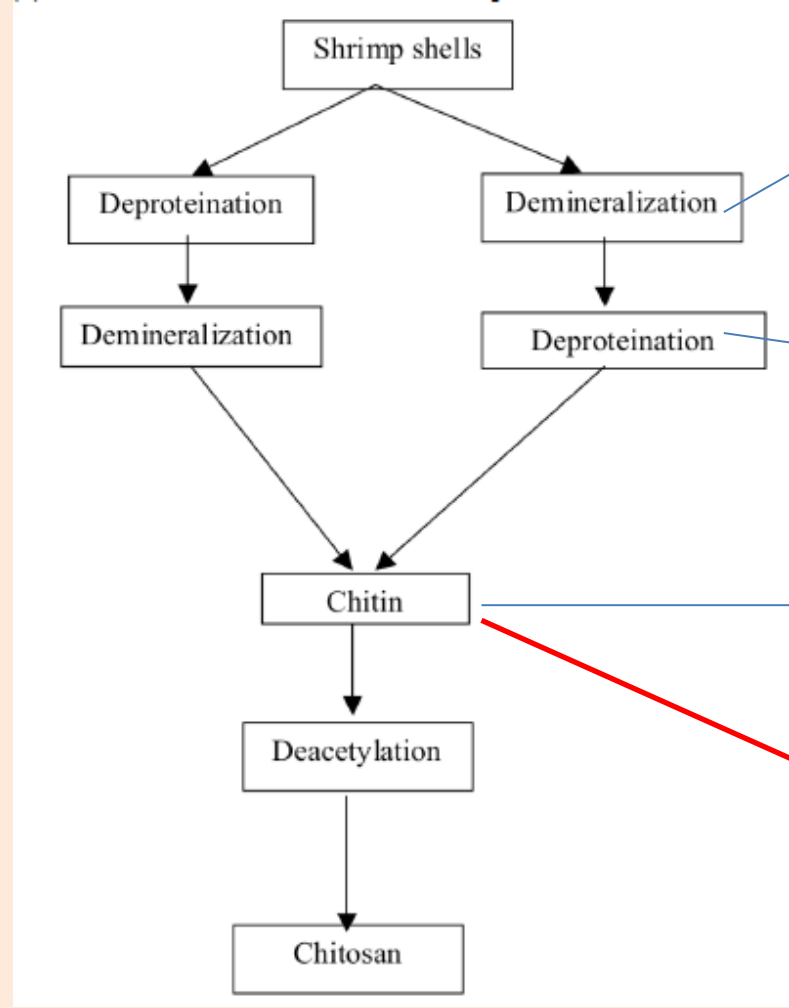 Shrimp shells
Deproteination
Demineralization
Demineralization
Deproteination
Chitin
Deacetylation
Chitosan